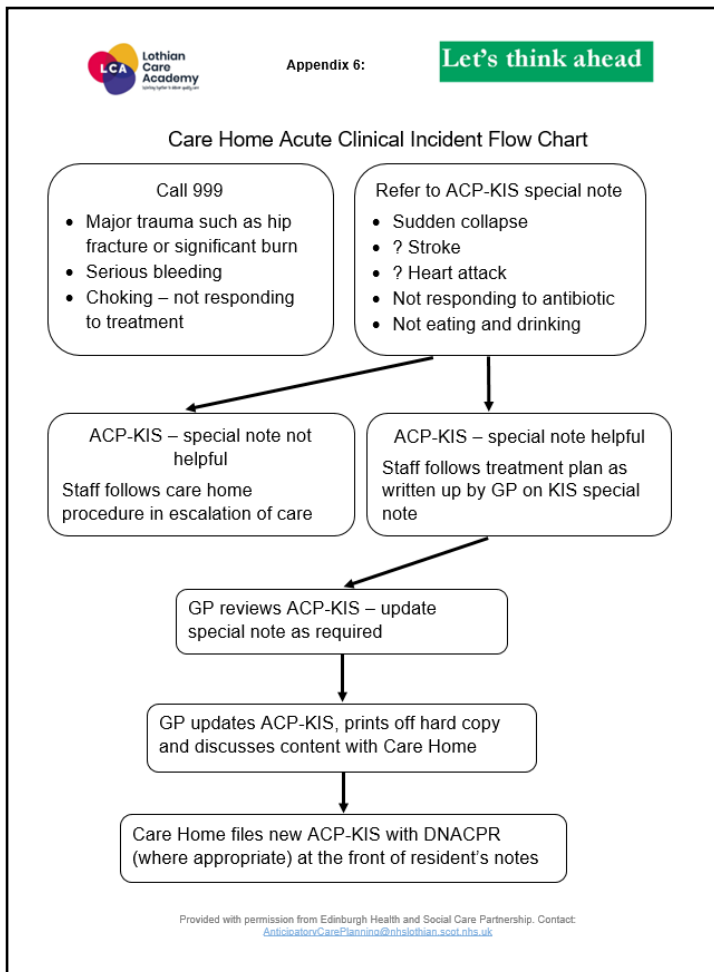 LCA
Lothian
Care
Academy
Working together to deliver quality care
Appendix 6:
Let's think ahead
Care Home Acute Clinical Incident Flow Chart
Call 999
• Major trauma such as hip
fracture or significant burn
• Serious bleeding
• Choking – not responding
to treatment
Refer to ACP-KIS special note
• Sudden collapse
• ? Stroke
• ? Heart attack
• Not responding to antibiotic
• Not eating and drinking
ACP-KIS – special note not
helpful
Staff follows care home
procedure in escalation of care
ACP-KIS – special note helpful
Staff follows treatment plan as
written up by GP on KIS special
note
GP reviews ACP-KIS – update
special note as required
GP updates ACP-KIS, prints off hard copy
and discusses content with Care Home
Care Home files new ACP-KIS with DNACPR
(where appropriate) at the front of resident's notes
Provided with permission from Edinburgh Health and Social Care Partnership. Contact:
AnticipatoryCarePlanning@nhslothian.scot.nhs.uk